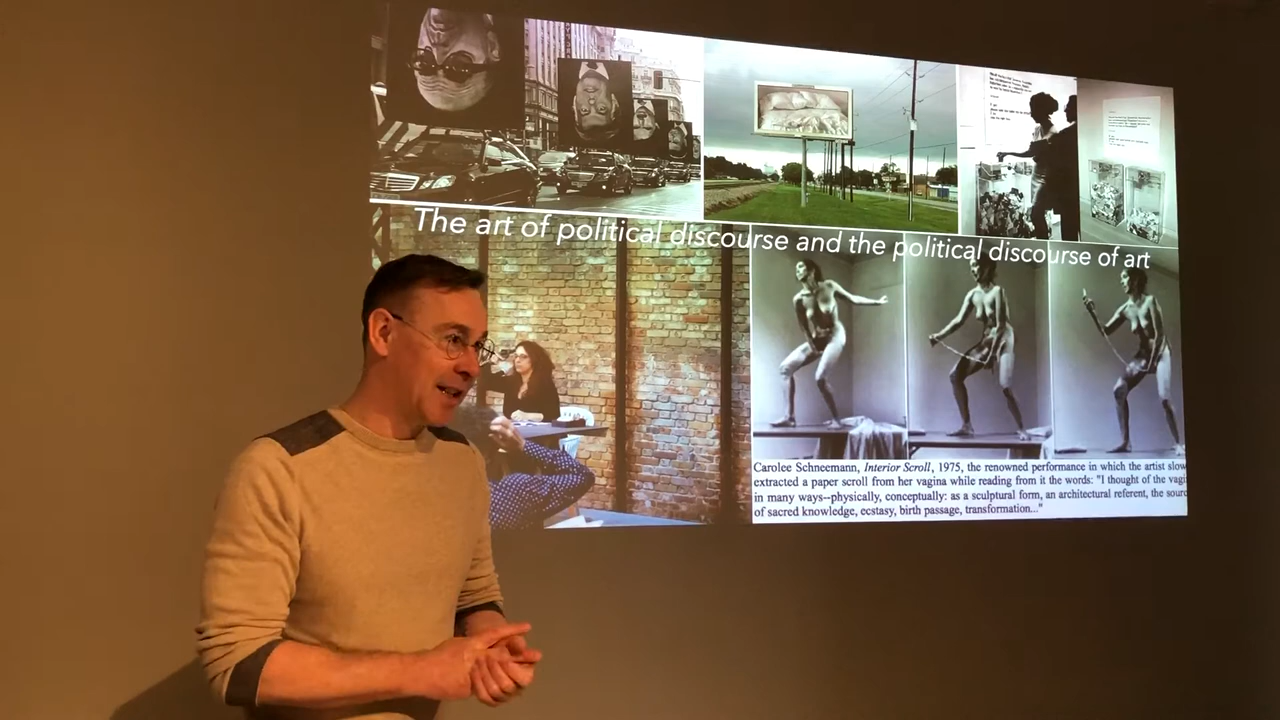 The art of political discourse and the political discourse of art
Carolee Schneemann, Interior Scroll, 1975, the renowned performance in which the artist slow
extracted a paper scroll from her vagina while reading from it the words: "I thought of the vagi
in many ways--physically, conceptually: as a sculptural form, an architectural referent, the sourc
of sacred knowledge, ecstasy, birth passage, transformation..."